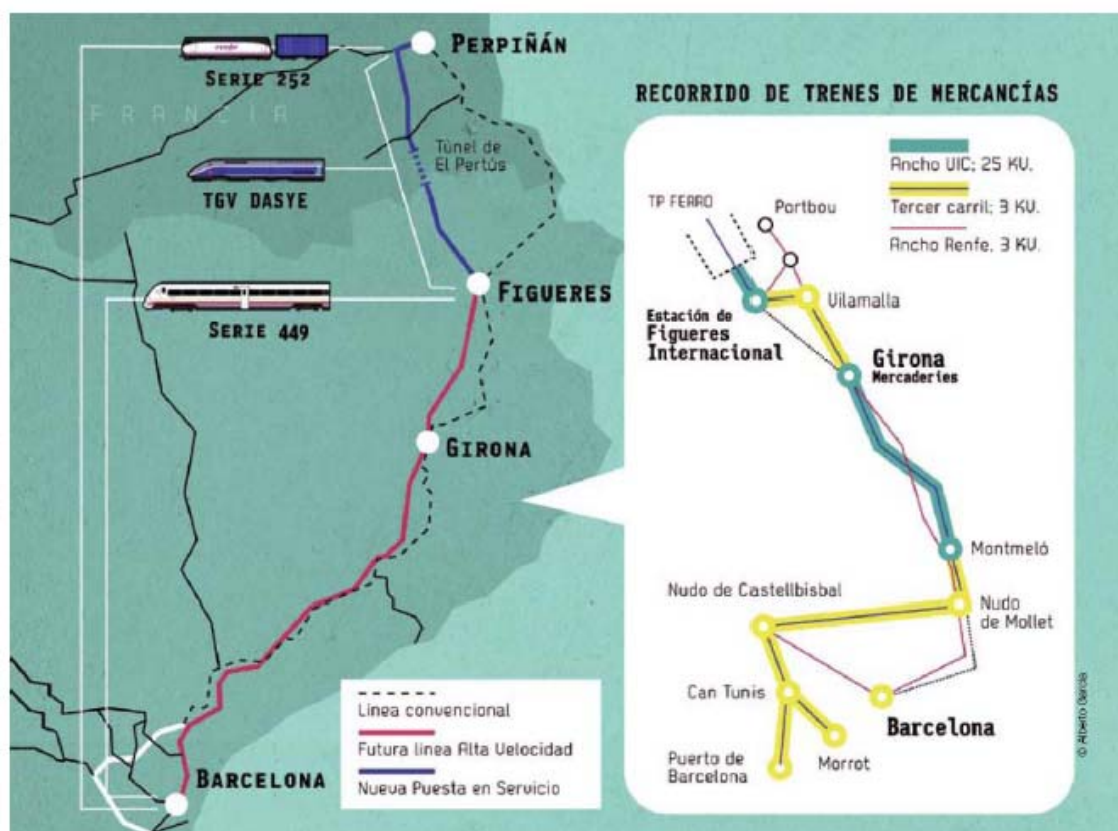 PERPIÑÁN
renfe
SERIE 252
FRANCIA
Túnel de
El Pertús
TGV DASYE
FIGUERES
SERIE 449
GIRONA
BARCELONA
Línea convencional
Futura línea Alta Velocidad
Nueva Puesta en Servicio
RECORRIDO DE TRENES DE MERCANCÍAS
Ancho UIC; 25 KV.
Tercer carril; 3 KV.
Ancho Renfe, 3 KV.
TP FERRO
Portbou
Vilamalla
Estación de
Figueres
Internacional
Girona
Mercaderies
Montmeló
Nudo de Castellbisbal
Nudo
de Mollet
Can Tunis
Barcelona
Puerto de
Barcelona
Morrot
© Alberto García